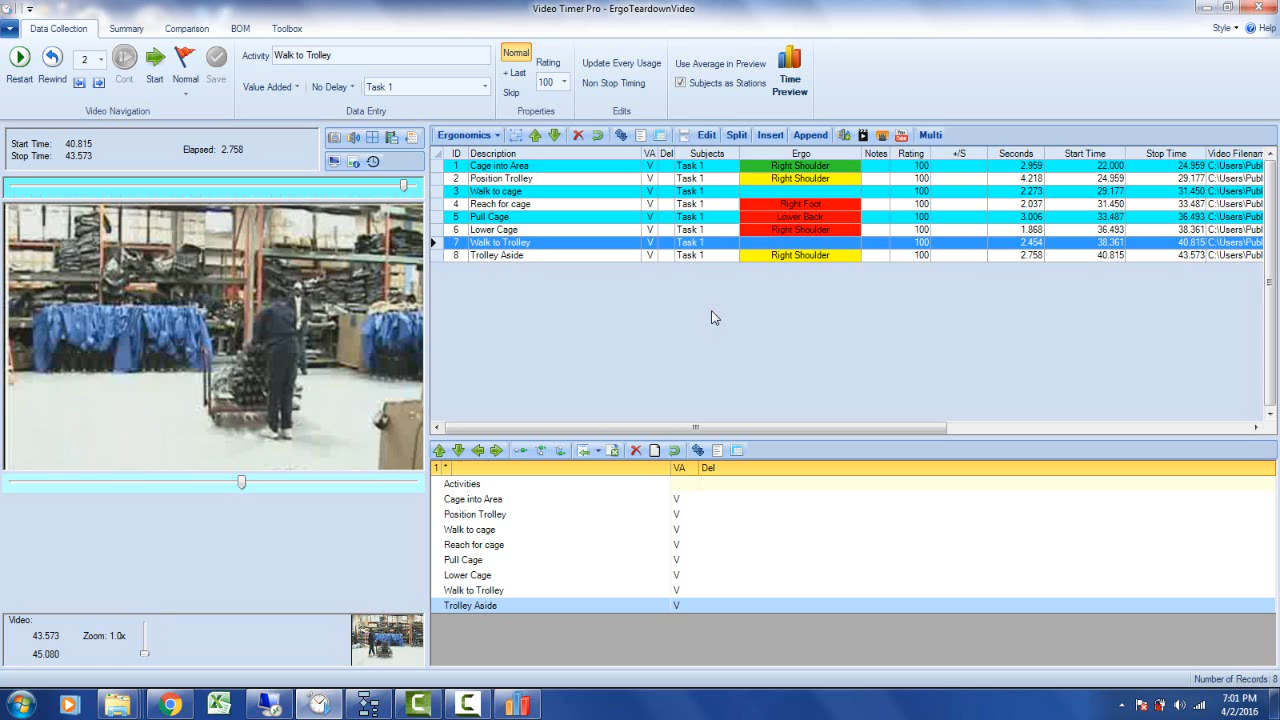 Video Timer Pro - ErgoTeardownVideo
Data Collection Summary Comparison BOM Toolbox Style Help
Restart Rewind 2 Cont Start Normal Save
Video Navigation
Activity Walk to Trolley
Value Added No Delay Task 1
Data Entry
Normal Rating
+ Last 100
Skip
Properties
Update Every Usage
Non Stop Timing
Edits
Use Average in Preview
Subjects as Stations
Time Preview
Start Time: 40.815
Stop Time: 43.573
Elapsed: 2.758
Ergonomics Edit Split Insert Append Multi
ID Description VA Del Subjects Ergo Notes Rating +/S Seconds Start Time Stop Time Video Filenam
1 Cage into Area V Task 1 Right Shoulder 100 2.959 22.000 24.959 C:\Users\Publ
2 Position Trolley V Task 1 Right Shoulder 100 4.218 24.959 29.177 C:\Users\Publ
3 Walk to cage V Task 1 100 2.273 29.177 31.450 C:\Users\Publ
4 Reach for cage V Task 1 Right Foot 100 2.037 31.450 33.487 C:\Users\Publ
5 Pull Cage V Task 1 Lower Back 100 3.006 33.487 36.493 C:\Users\Publ
6 Lower Cage V Task 1 Right Shoulder 100 1.868 36.493 38.361 C:\Users\Publ
7 Walk to Trolley V Task 1 100 2.454 38.361 40.815 C:\Users\Publ
8 Trolley Aside V Task 1 Right Shoulder 100 2.758 40.815 43.573 C:\Users\Publ
1 * VA Del
Activities
Cage into Area V
Position Trolley V
Walk to cage V
Reach for cage V
Pull Cage V
Lower Cage V
Walk to Trolley V
Trolley Aside V
Video:
43.573 Zoom: 1.0x
45.080
Number of Records: 8
7:01 PM
4/2/2016